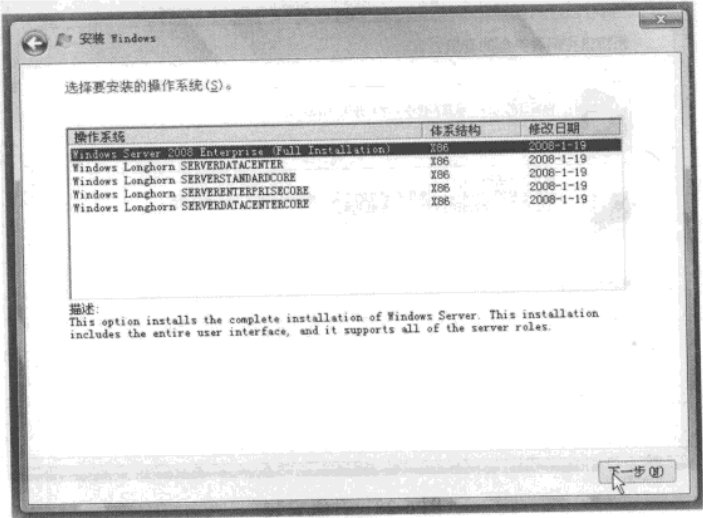 安装 Windows
选择要安装的操作系统(S)。
操作系统 体系结构 修改日期
Windows Server 2008 Enterprise (Full Installation) X86 2008-1-19
Windows Longhorn SERVERDATACENTER X86 2008-1-19
Windows Longhorn SERVERSTANDARDCORE X86 2008-1-19
Windows Longhorn SERVERENTERPRISECORE X86 2008-1-19
Windows Longhorn SERVERDATACENTERCORE X86 2008-1-19
描述:
This option installs the complete installation of Windows Server. This installation
includes the entire user interface, and it supports all of the server roles.
下一步(N)